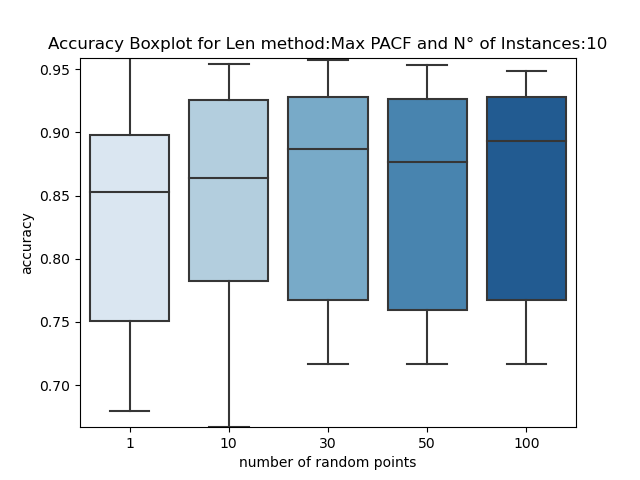 Accuracy Boxplot for Len method:Max PACF and N° of Instances:10
0.95
0.90
0.85
0.80
0.75
0.70
accuracy
1 10 30 50 100
number of random points